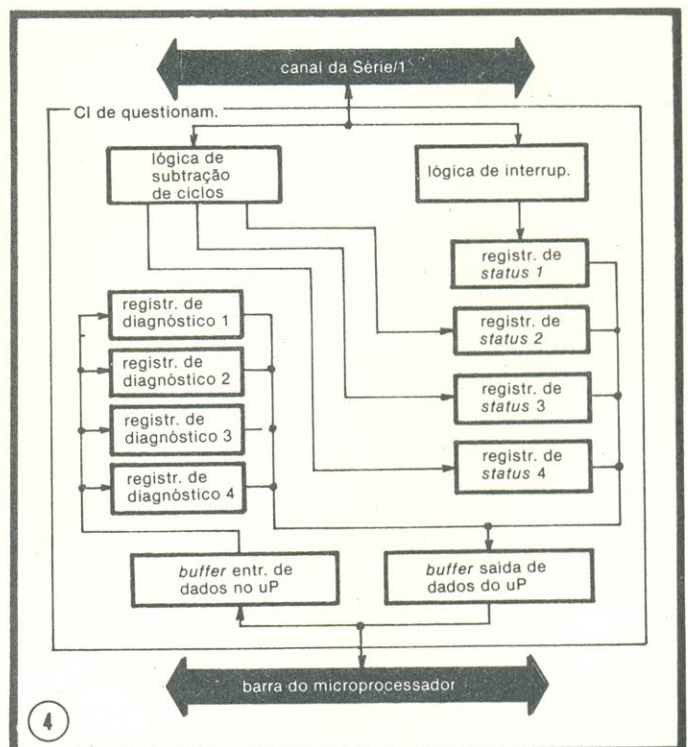 canal da Série/1
CI de questionam.
lógica de
subtração
de ciclos
lógica de interrup.
registr. de
status 1
registr. de
diagnóstico 1
registr. de
status 2
registr. de
diagnóstico 2
registr. de
status 3
registr. de
diagnóstico 3
registr. de
status 4
registr. de
diagnóstico 4
buffer entr. de
dados no uP
buffer saída de
dados do uP
barra do microprocessador
4